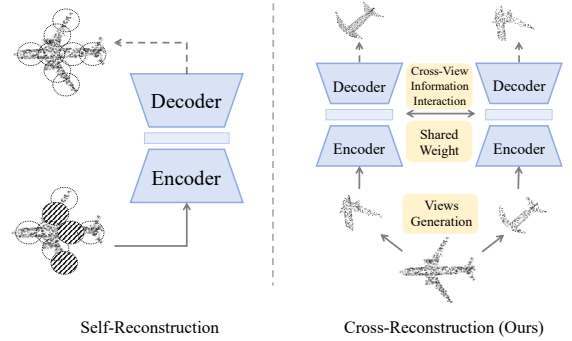 Decoder
Encoder
Self-Reconstruction
Decoder
Cross-View
Information
Interaction
Decoder
Encoder
Shared
Weight
Encoder
Views
Generation
Cross-Reconstruction (Ours)